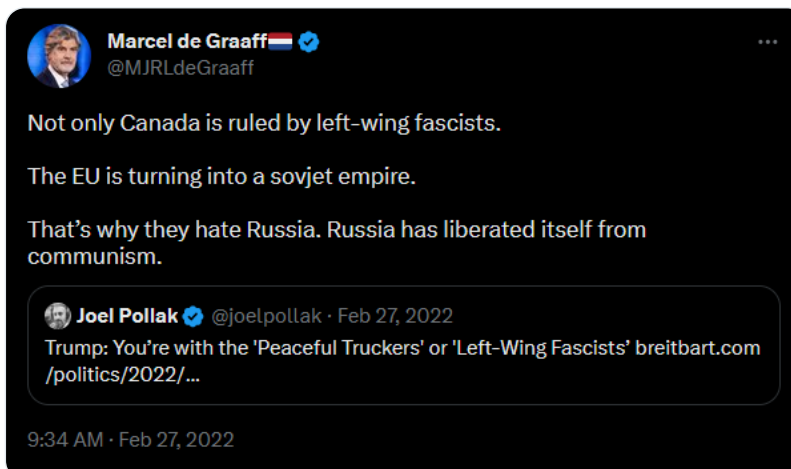 Marcel de Graaff
@MJRLdeGraaff
Not only Canada is ruled by left-wing fascists.
The EU is turning into a sovjet empire.
That’s why they hate Russia. Russia has liberated itself from
communism.
Joel Pollak @joelpollak · Feb 27, 2022
Trump: You’re with the 'Peaceful Truckers' or 'Left-Wing Fascists’ breitbart.com
/politics/2022/...
9:34 AM · Feb 27, 2022